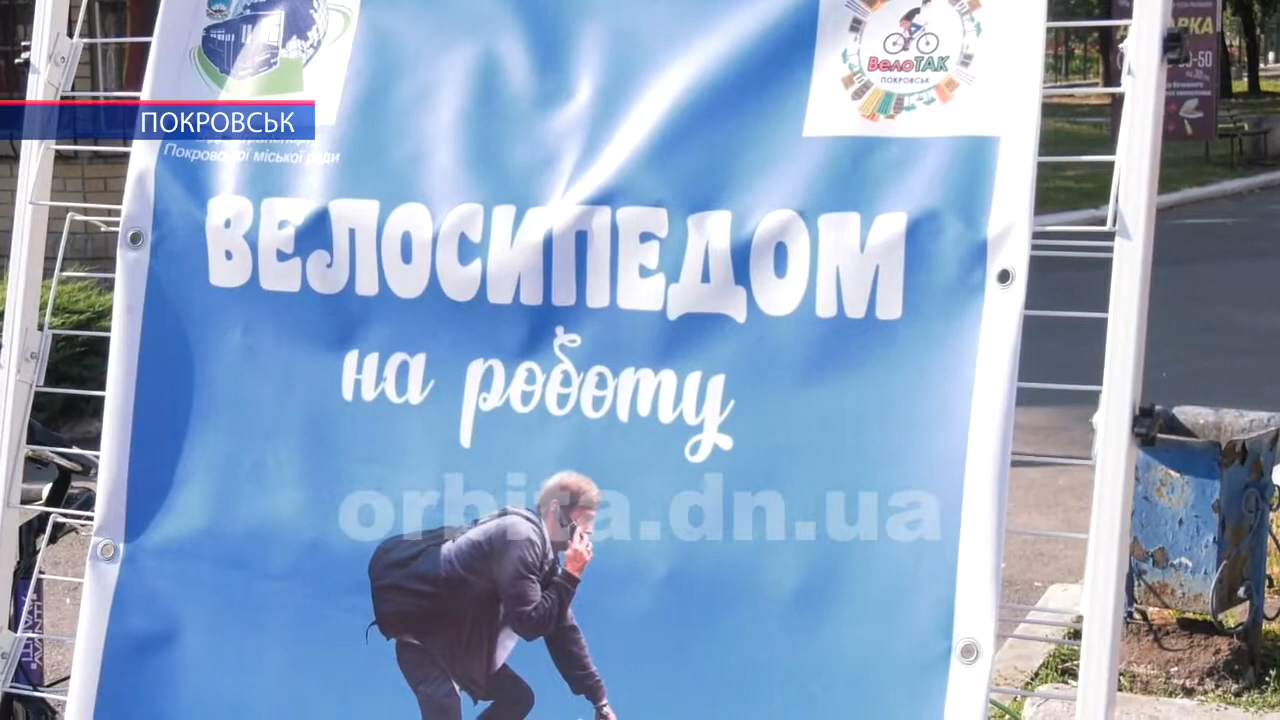 ПОКРОВСЬК
Покровської міської ради
ВелоТАК
ПОКРОВСЬК
ВЕЛОСИПЕДОМ
на роботу
orbita.dn.ua